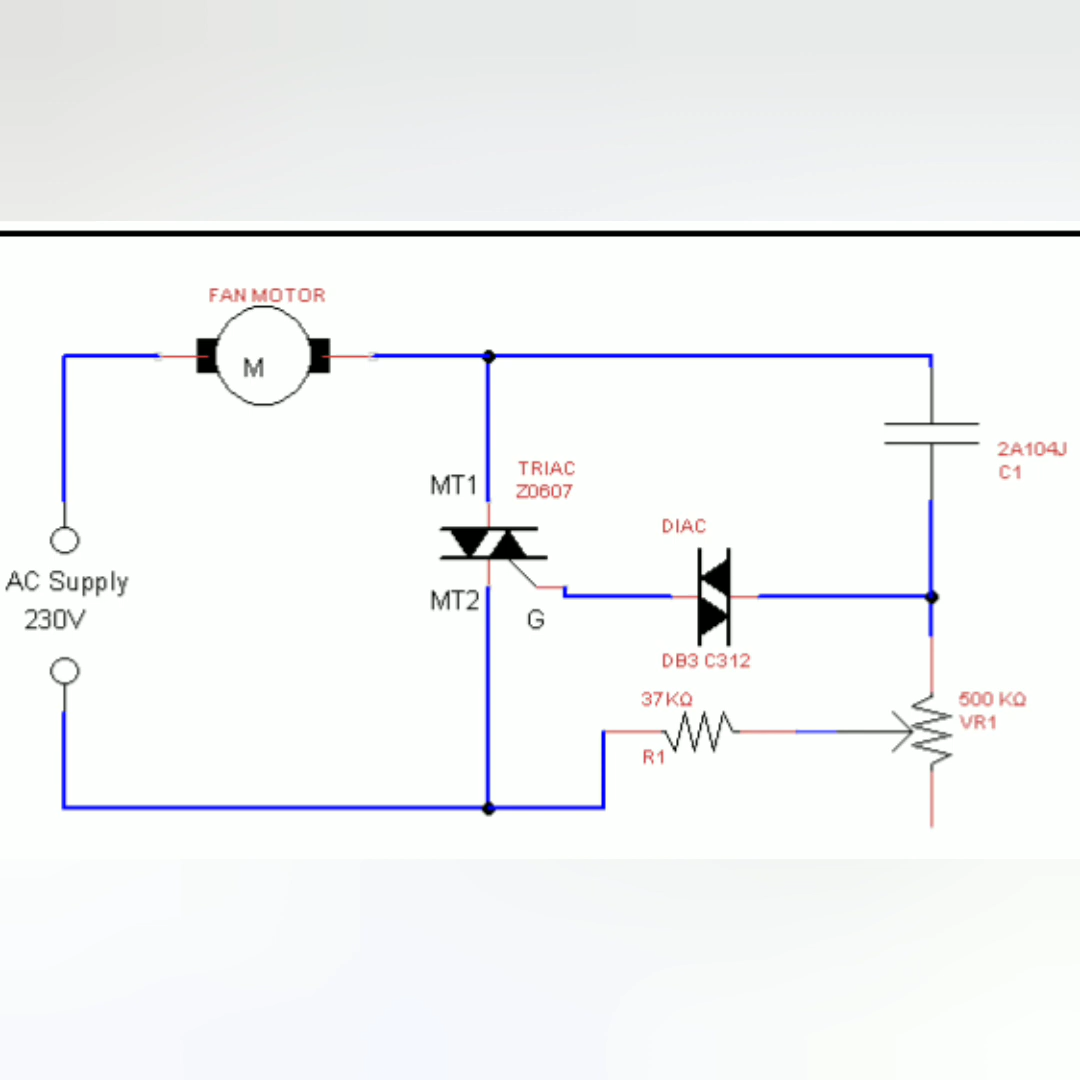 FAN MOTOR
M
MT1
TRIAC
Z0607
2A104J
C1
DIAC
AC Supply
230V
MT2
G
DB3 C312
37KΩ
R1
500 KΩ
VR1